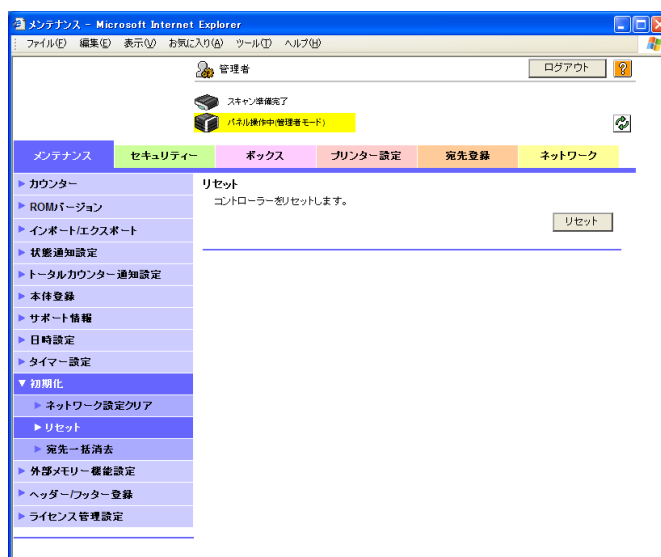 メンテナンス - Microsoft Internet Explorer
ファイル(F) 編集(E) 表示(V) お気に入り(A) ツール(T) ヘルプ(H)
管理者 ログアウト ?
スキャン準備完了
パネル操作中(管理者モード)
メンテナンス セキュリティー ボックス プリンター設定 宛先登録 ネットワーク
カウンター
ROMバージョン
インポート/エクスポート
状態通知設定
トータルカウンター通知設定
本体登録
サポート情報
日時設定
タイマー設定
初期化
ネットワーク設定クリア
リセット
宛先一括消去
外部メモリー機能設定
ヘッダー/フッター登録
ライセンス管理設定
リセット
コントローラーをリセットします。
リセット